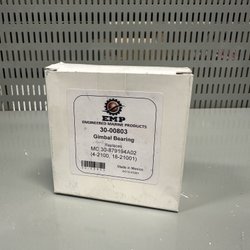 EMP
ENGINEERED MARINE PRODUCTS
30-00803
Gimbal Bearing
Replaces
MC 30-879194A02
(4-2100, 18-21001)
Made in Mexico